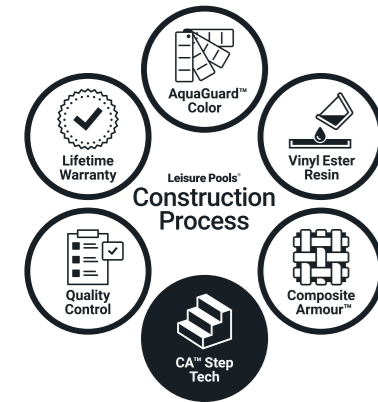 AquaGuard™
Color
Lifetime
Warranty
Vinyl Ester
Resin
Leisure Pools®
Construction
Process
Quality
Control
Composite
Armour™
CA™ Step
Tech